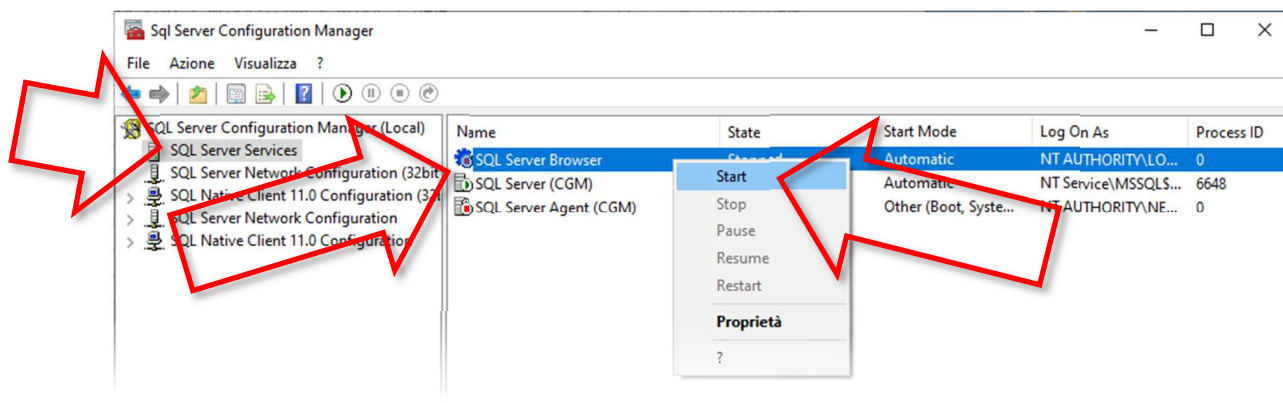 Sql Server Configuration Manager
File Azione Visualizza ?
SQL Server Configuration Manager (Local)
SQL Server Services
SQL Server Network Configuration (32bit
SQL Native Client 11.0 Configuration (32
SQL Server Network Configuration
SQL Native Client 11.0 Configuration
Name State Start Mode Log On As Process ID
SQL Server Browser Stopped Automatic NT AUTHORITY\LO... 0
SQL Server (CGM) Automatic NT Service\MSSQL$... 6648
SQL Server Agent (CGM) Other (Boot, Syste... NT AUTHORITY\NE... 0
Start
Stop
Pause
Resume
Restart
Proprietà
?